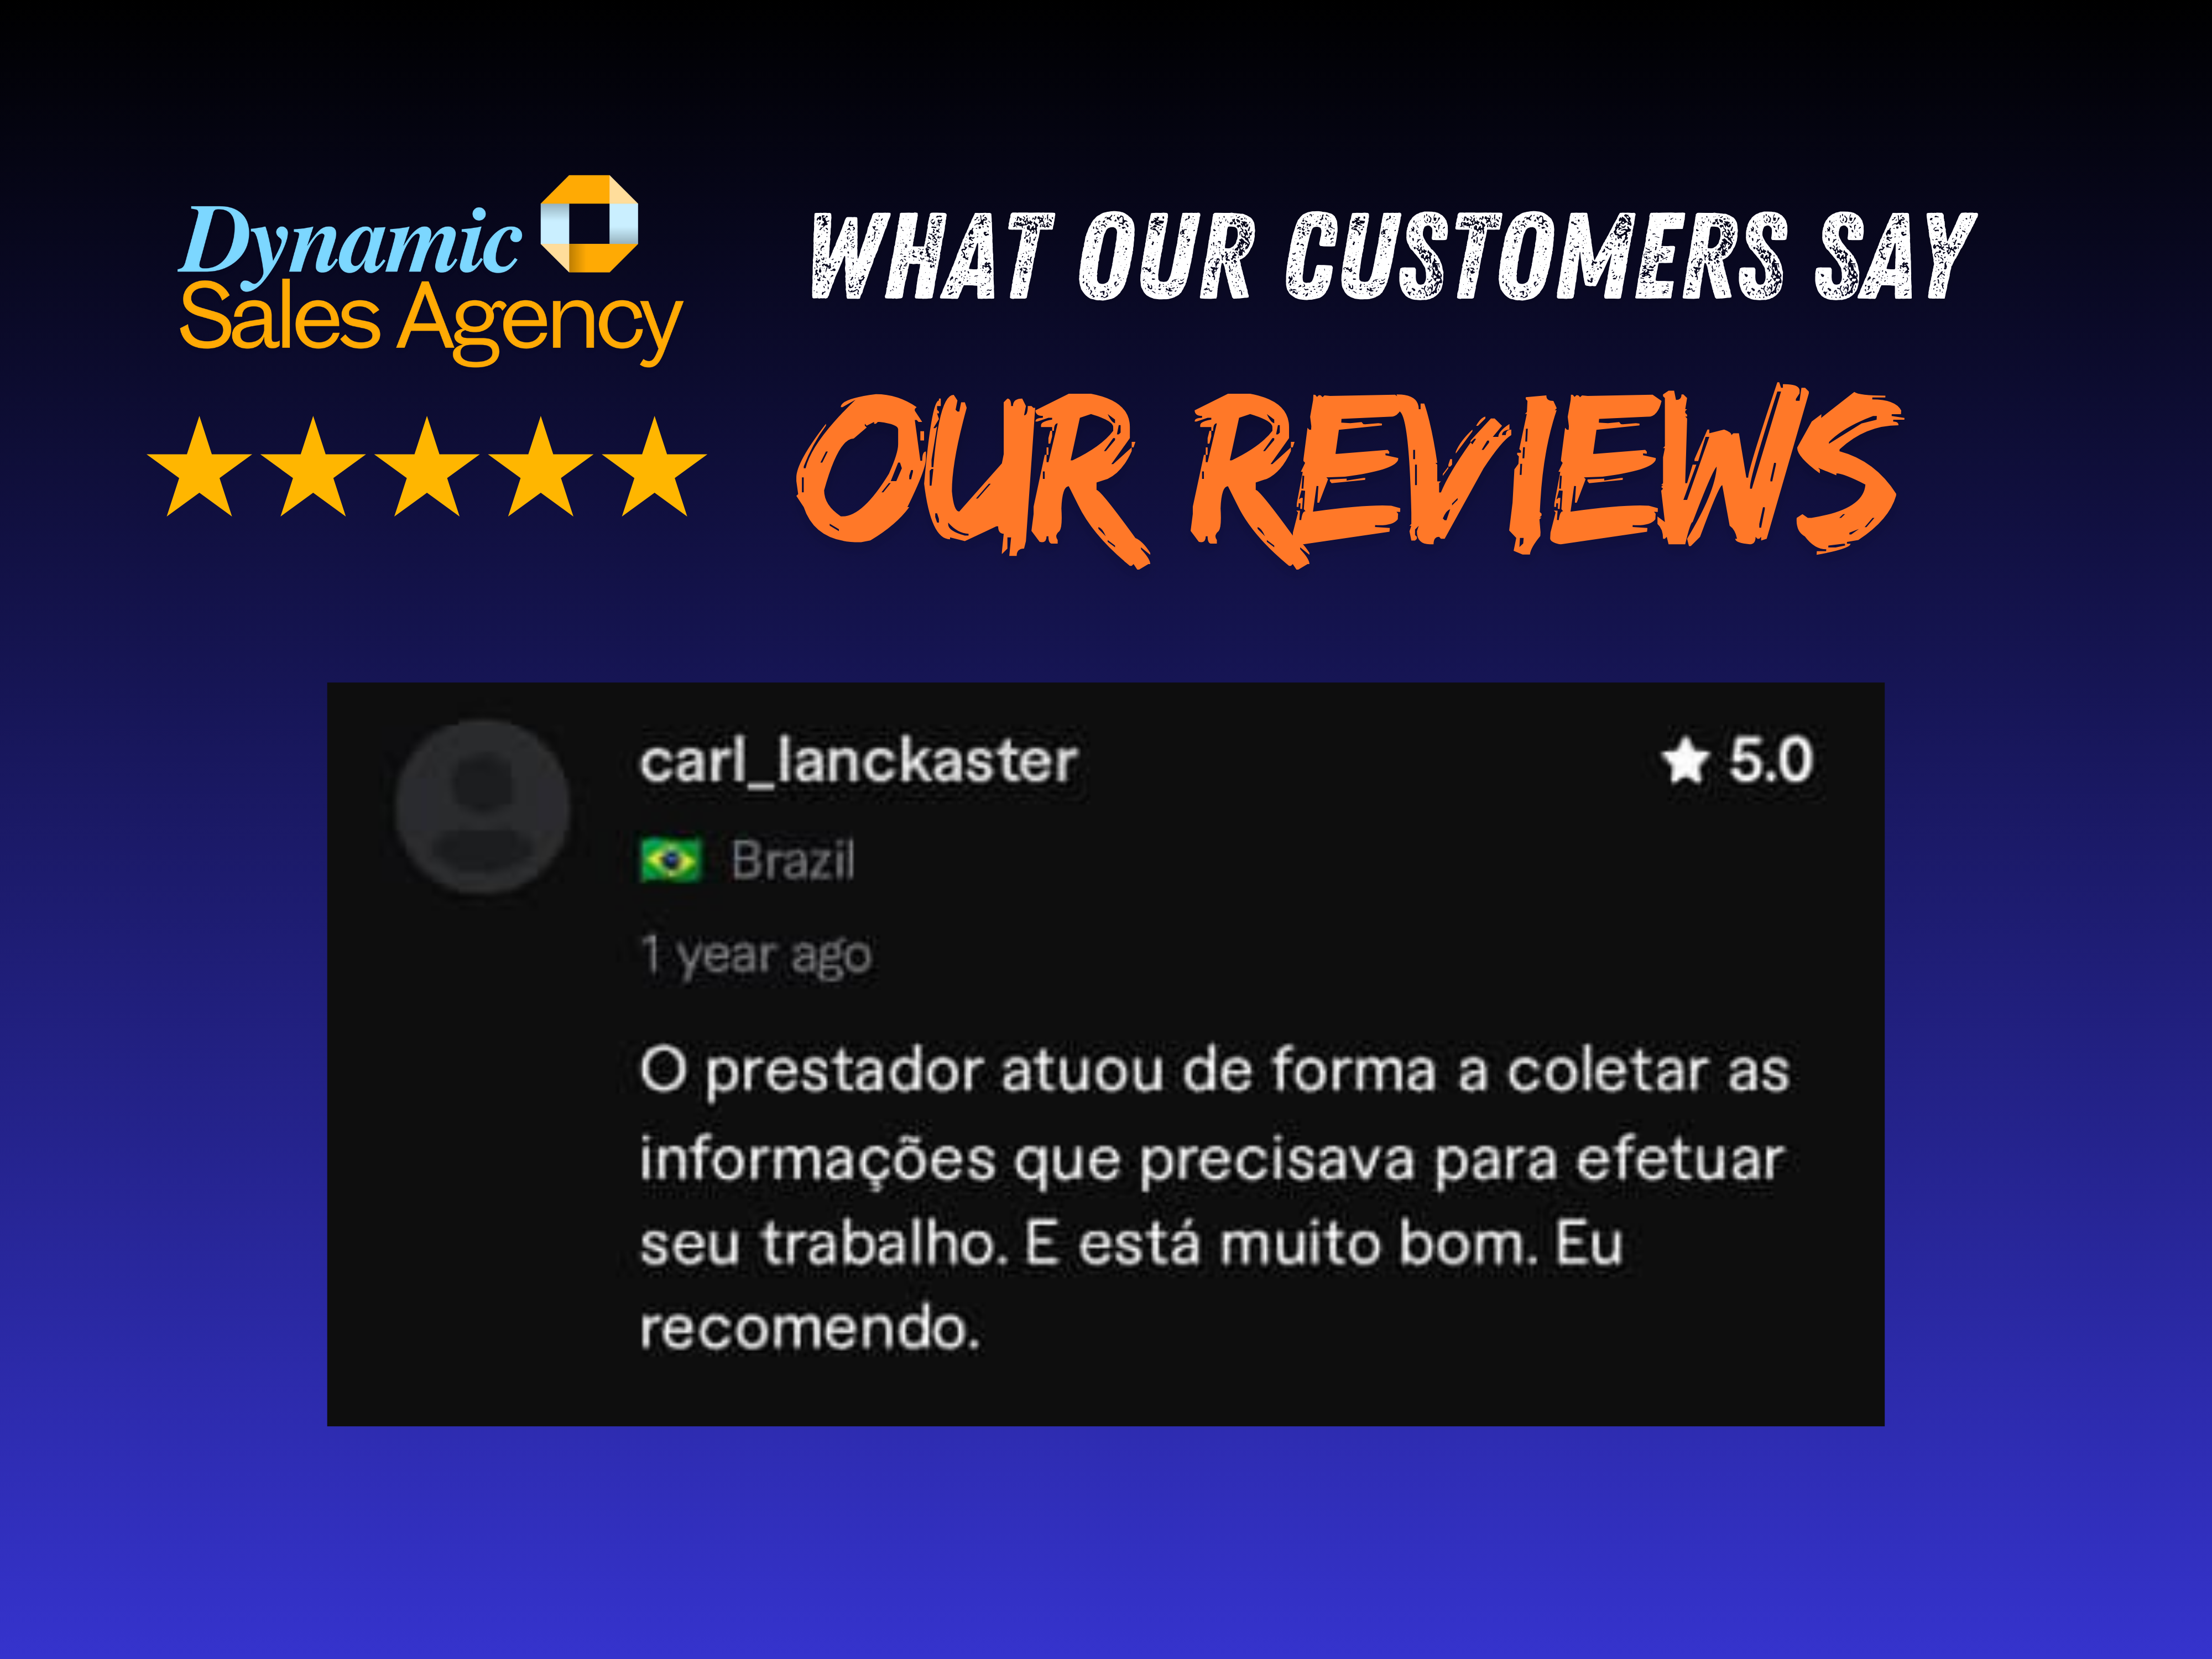 Dynamic
Sales Agency
WHAT OUR CUSTOMERS SAY
OUR REVIEWS
carl_lanckaster
5.0
Brazil
1 year ago
O prestador atuou de forma a coletar as
informações que precisava para efetuar
seu trabalho. E está muito bom. Eu
recomendo.